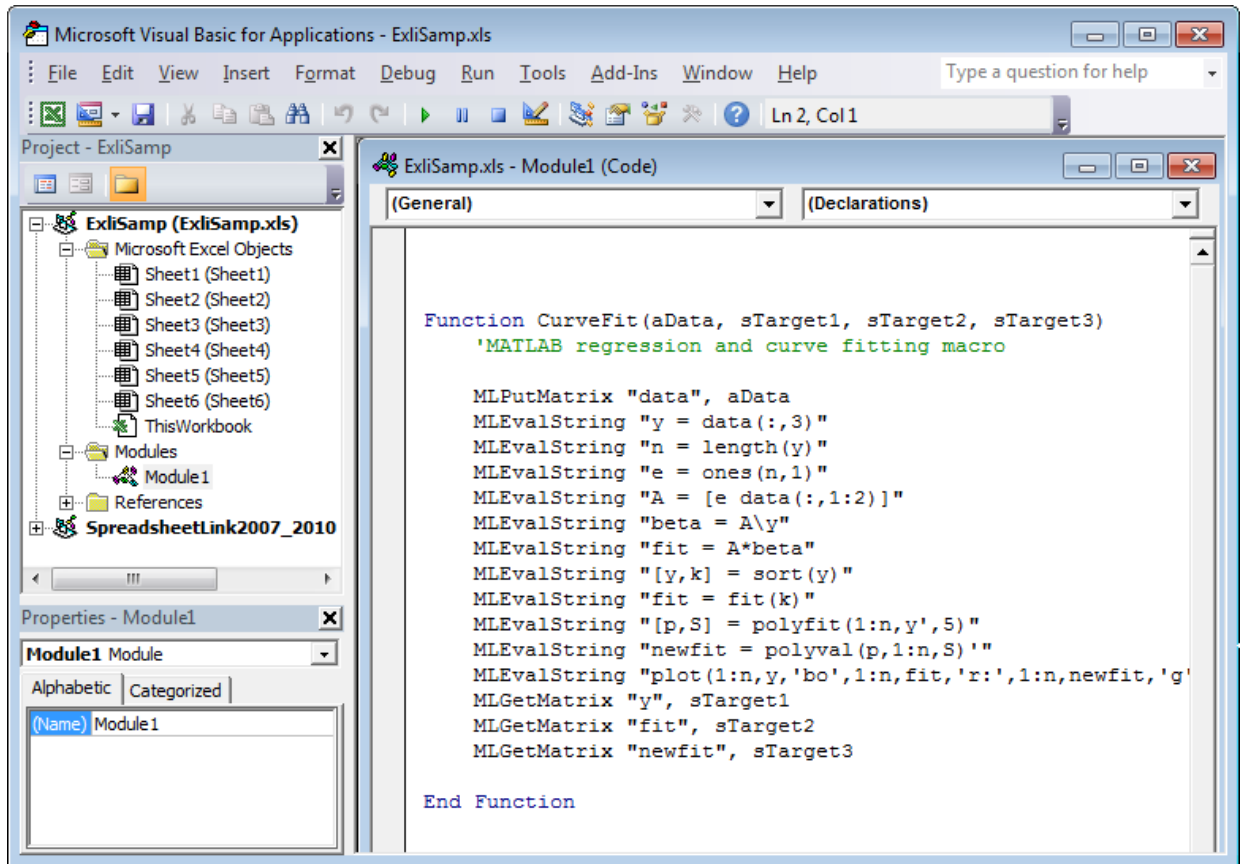 Microsoft Visual Basic for Applications - ExliSamp.xls
File Edit View Insert Format Debug Run Tools Add-Ins Window Help Type a question for help
Ln 2, Col 1
Project - ExliSamp
ExliSamp (ExliSamp.xls)
Microsoft Excel Objects
Sheet1 (Sheet1)
Sheet2 (Sheet2)
Sheet3 (Sheet3)
Sheet4 (Sheet4)
Sheet5 (Sheet5)
Sheet6 (Sheet6)
ThisWorkbook
Modules
Module1
References
SpreadsheetLink2007_2010
Properties - Module1
Module1 Module
Alphabetic Categorized
(Name) Module1
ExliSamp.xls - Module1 (Code)
(General) (Declarations)
Function CurveFit(aData, sTarget1, sTarget2, sTarget3)
'MATLAB regression and curve fitting macro
MLPutMatrix "data", aData
MLEvalString "y = data(:,3)"
MLEvalString "n = length(y)"
MLEvalString "e = ones(n,1)"
MLEvalString "A = [e data(:,1:2)]"
MLEvalString "beta = A\y"
MLEvalString "fit = A*beta"
MLEvalString "[y,k] = sort(y)"
MLEvalString "fit = fit(k)"
MLEvalString "[p,S] = polyfit(1:n,y',5)"
MLEvalString "newfit = polyval(p,1:n,S)'"
MLEvalString "plot(1:n,y,'bo',1:n,fit,'r:',1:n,newfit,'g'
MLGetMatrix "y", sTarget1
MLGetMatrix "fit", sTarget2
MLGetMatrix "newfit", sTarget3
End Function